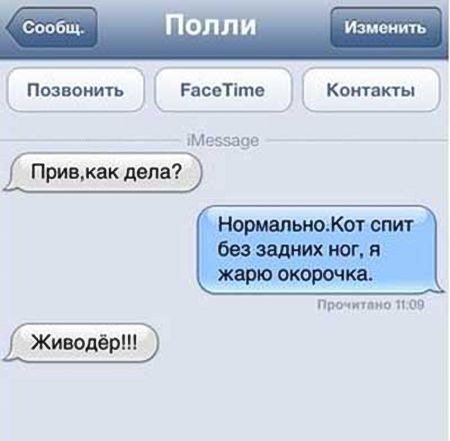 Сообщ.
Полли
Изменить
Позвонить
FaceTime
Контакты
iMessage
Прив,как дела?
Нормально.Кот спит
без задних ног, я
жарю окорочка.
Прочитано 11:09
Живодёр!!!